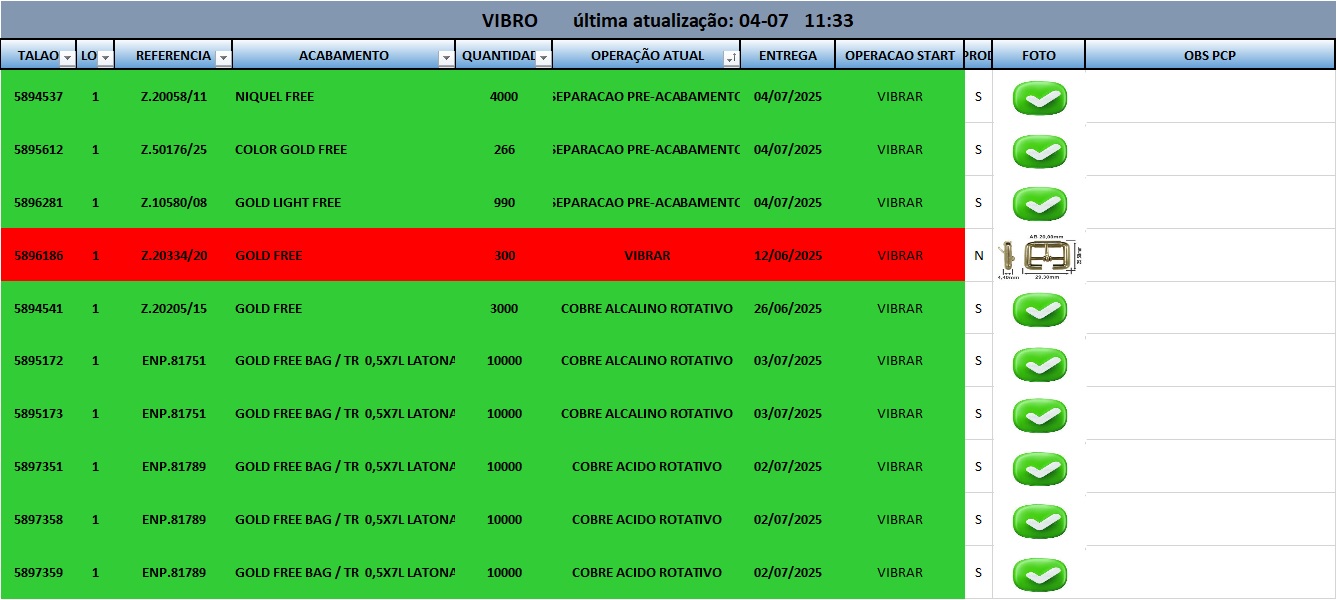 VIBRO última atualização: 04-07 11:33
TALAO LO REFERENCIA ACABAMENTO QUANTIDAD OPERAÇÃO ATUAL ENTREGA OPERACAO START PROD FOTO OBS PCP
5894537 1 Z.20058/11 NIQUEL FREE 4000 SEPARACAO PRE-ACABAMENTO 04/07/2025 VIBRAR S
5895612 1 Z.50176/25 COLOR GOLD FREE 266 SEPARACAO PRE-ACABAMENTO 04/07/2025 VIBRAR S
5896281 1 Z.10580/08 GOLD LIGHT FREE 990 SEPARACAO PRE-ACABAMENTO 04/07/2025 VIBRAR S
5896186 1 Z.20334/20 GOLD FREE 300 VIBRAR 12/06/2025 VIBRAR N
AB 20,00mm
5894541 1 Z.20205/15 GOLD FREE 3000 COBRE ALCALINO ROTATIVO 26/06/2025 VIBRAR S
5895172 1 ENP.81751 GOLD FREE BAG / TR 0,5X7L LATONA 10000 COBRE ALCALINO ROTATIVO 03/07/2025 VIBRAR S
5895173 1 ENP.81751 GOLD FREE BAG / TR 0,5X7L LATONA 10000 COBRE ALCALINO ROTATIVO 03/07/2025 VIBRAR S
5897351 1 ENP.81789 GOLD FREE BAG / TR 0,5X7L LATONA 10000 COBRE ACIDO ROTATIVO 02/07/2025 VIBRAR S
5897358 1 ENP.81789 GOLD FREE BAG / TR 0,5X7L LATONA 10000 COBRE ACIDO ROTATIVO 02/07/2025 VIBRAR S
5897359 1 ENP.81789 GOLD FREE BAG / TR 0,5X7L LATONA 10000 COBRE ACIDO ROTATIVO 02/07/2025 VIBRAR S